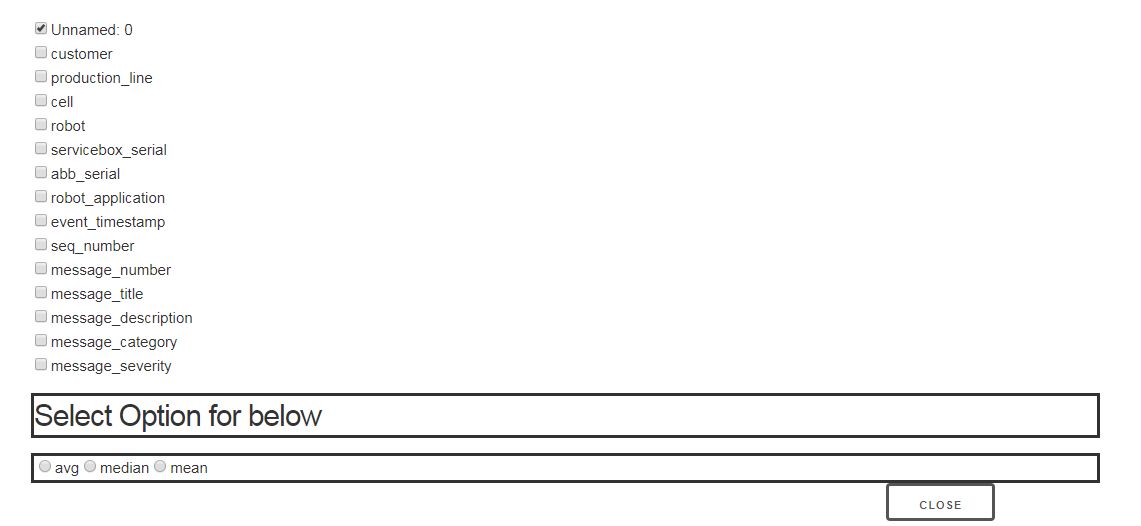 Unnamed: 0
customer
production_line
cell
robot
servicebox_serial
abb_serial
robot_application
event_timestamp
seq_number
message_number
message_title
message_description
message_category
message_severity
Select Option for below
avg median mean
CLOSE